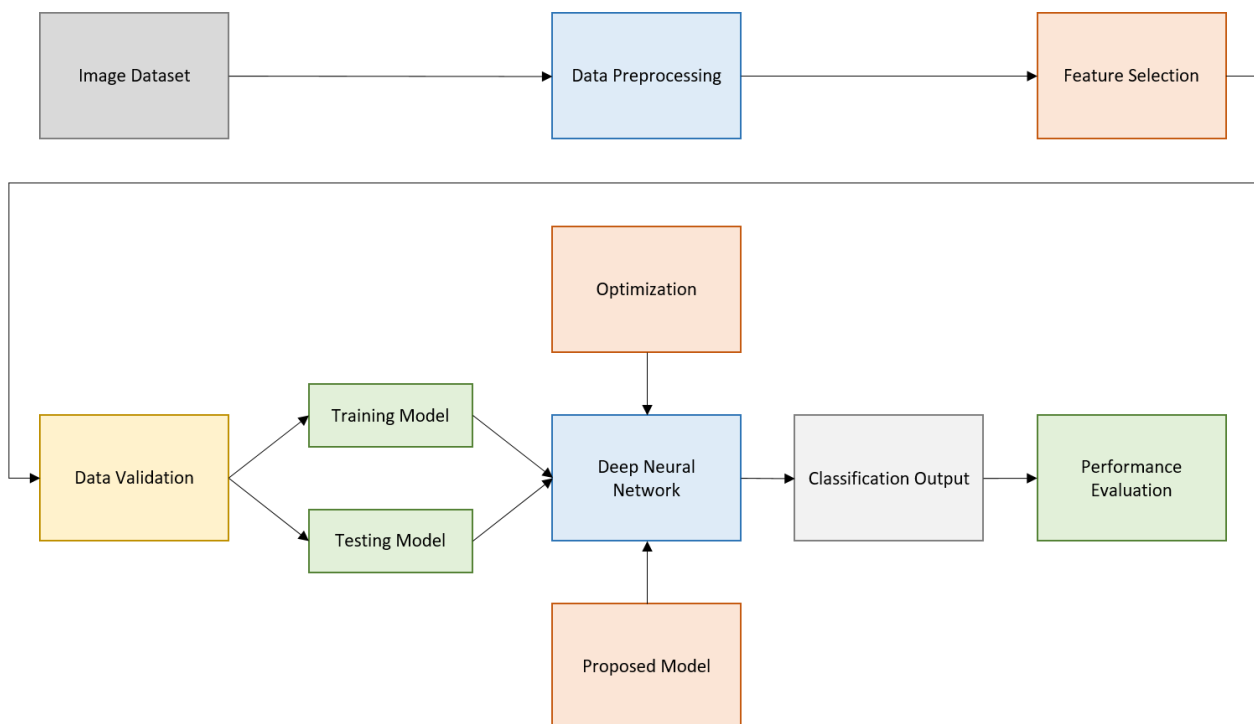 Image Dataset
Data Preprocessing
Feature Selection
Optimization
Training Model
Data Validation
Deep Neural
Network
Classification Output
Performance
Evaluation
Testing Model
Proposed Model